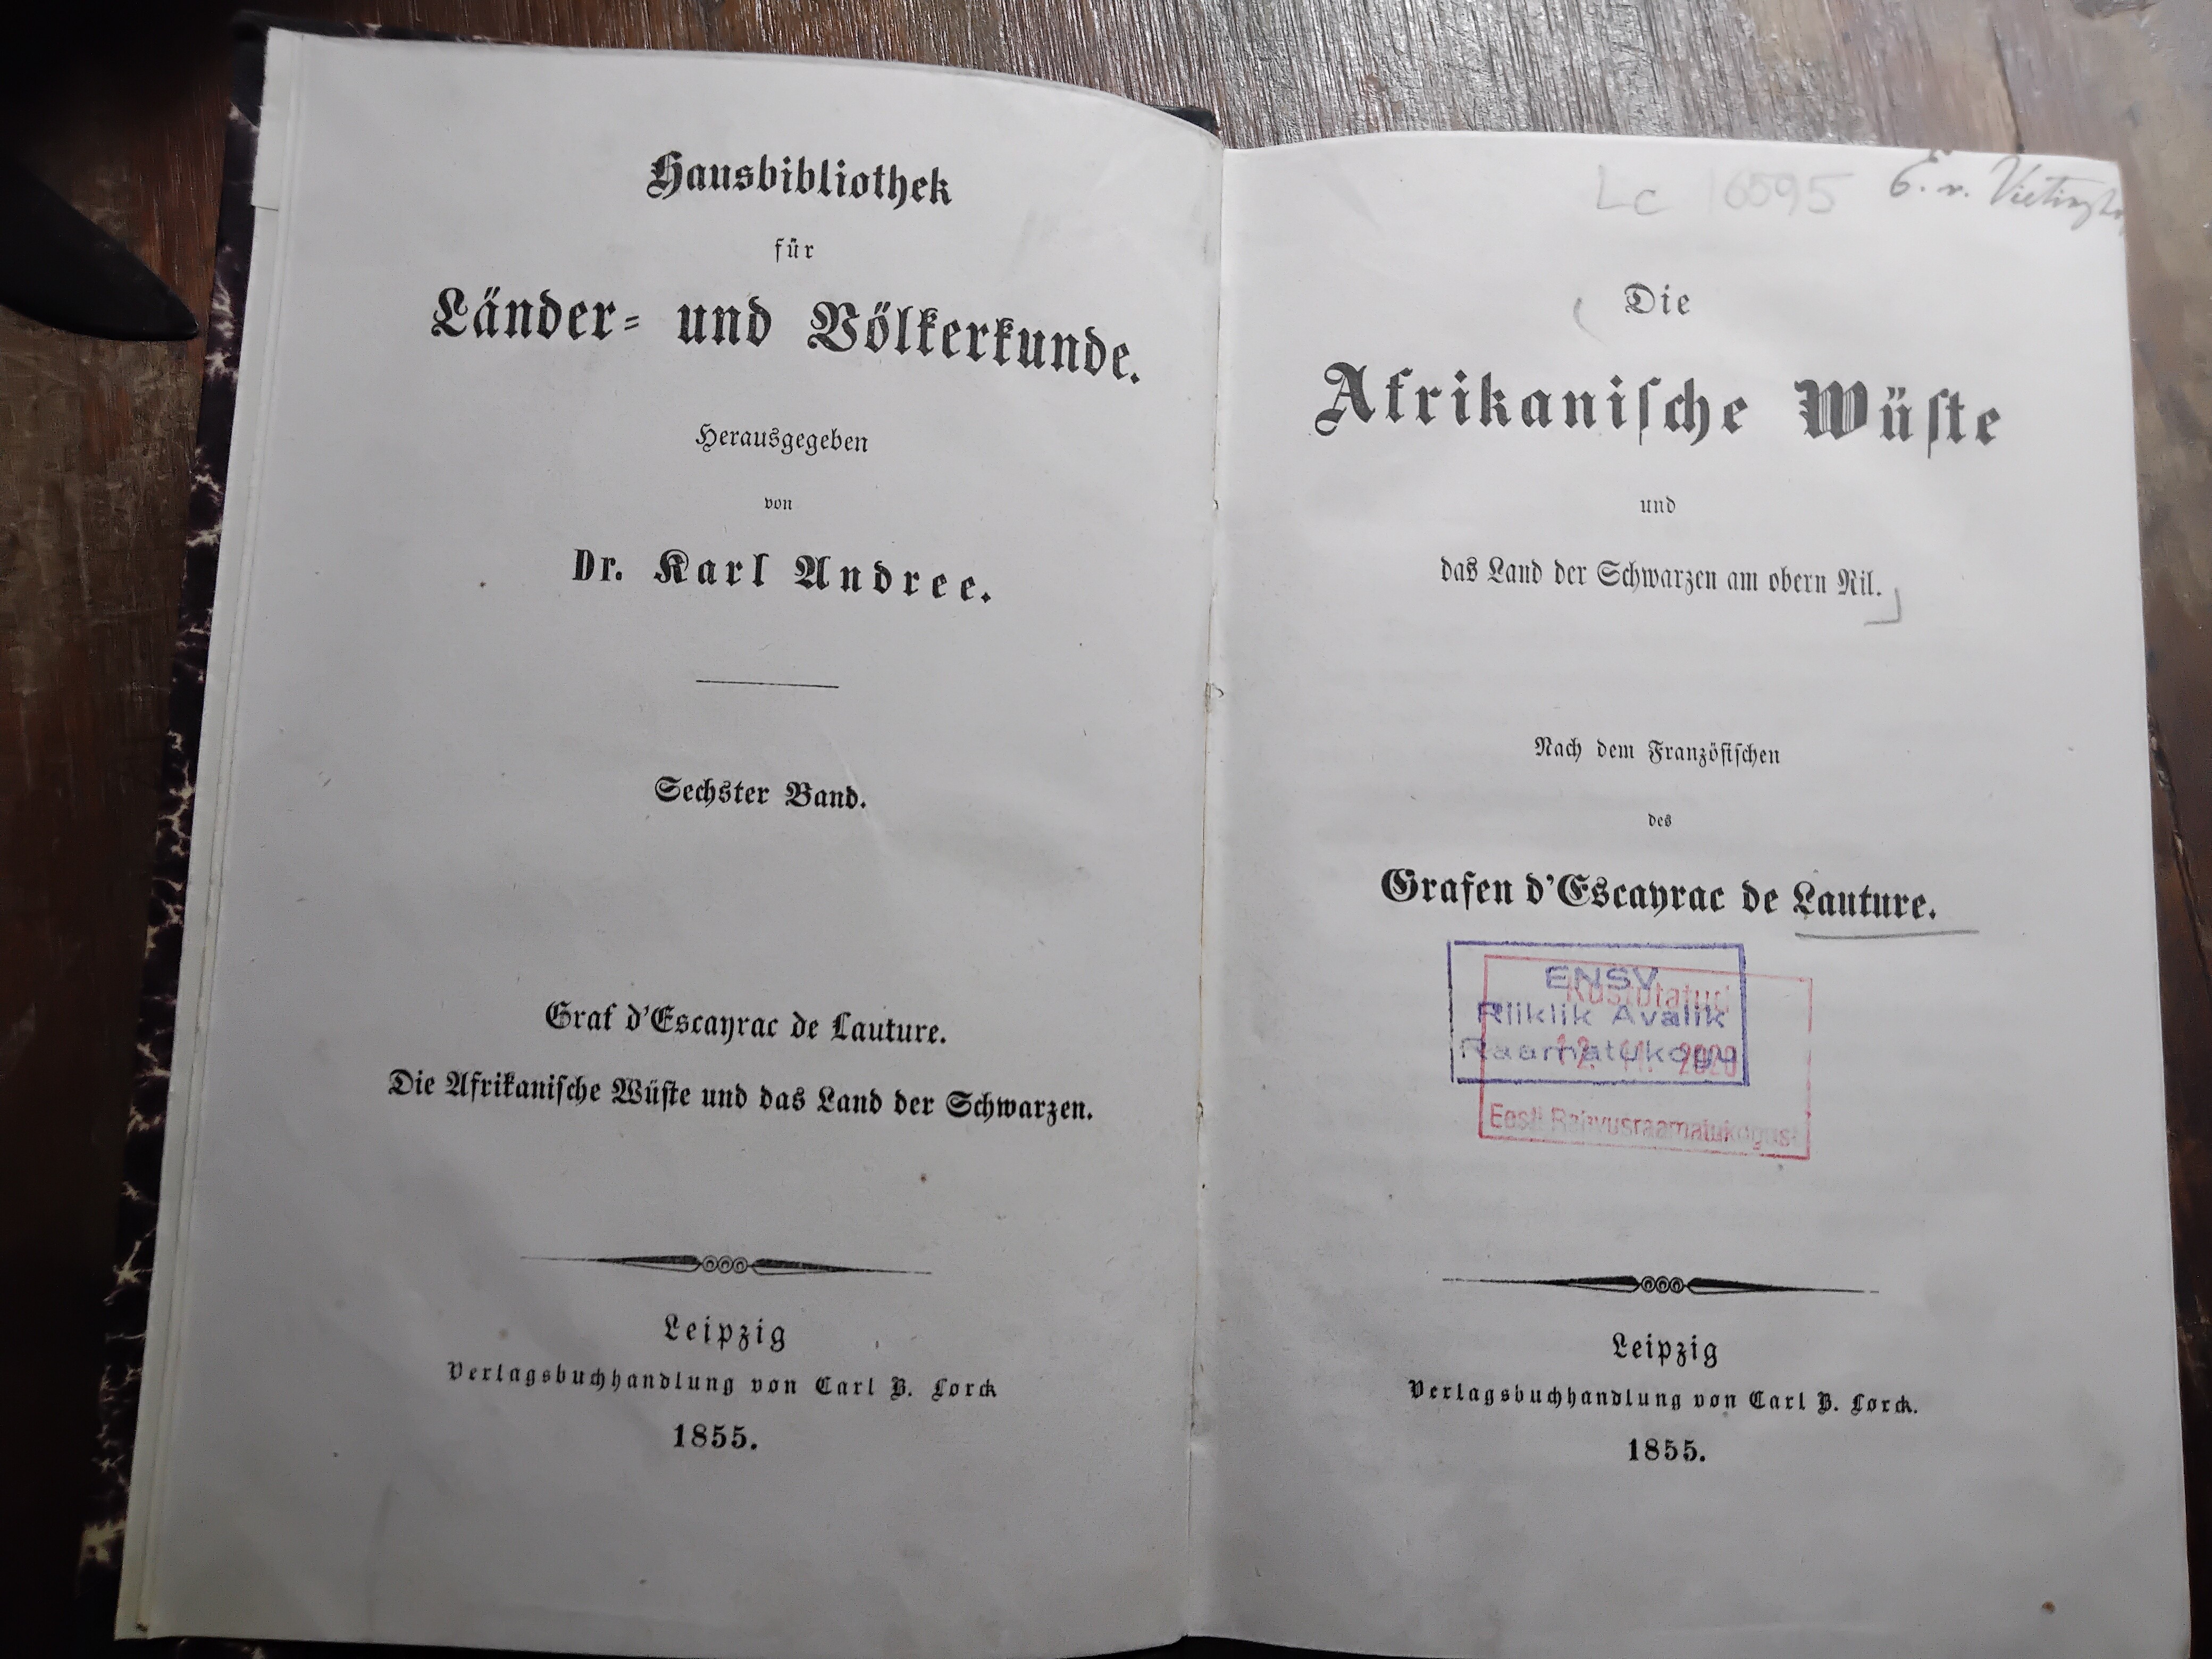 Hausbibliothek
für
Länder- und Völkerkunde.
Herausgegeben
von
Dr. Karl Andree.
Sechster Band.
Graf d'Escayrac de Lauture.
Die Afrikanische Wüste und das Land der Schwarzen.
Leipzig
Verlagsbuchhandlung von Carl B. Lorck
1855.
Lc 16595
E. v. Vietingh
Die
Afrikaniſche Wüſte
und
das Land der Schwarzen am obern Nil.
Nach dem Franzöſiſchen
des
Grafen d'Escayrac de Lauture.
ENSV
Riiklik Avalik
Raamatukogu
Kustutatud
2020
Eesti Rahvusraamatukogust
Leipzig
Verlagsbuchhandlung von Carl B. Lorck.
1855.